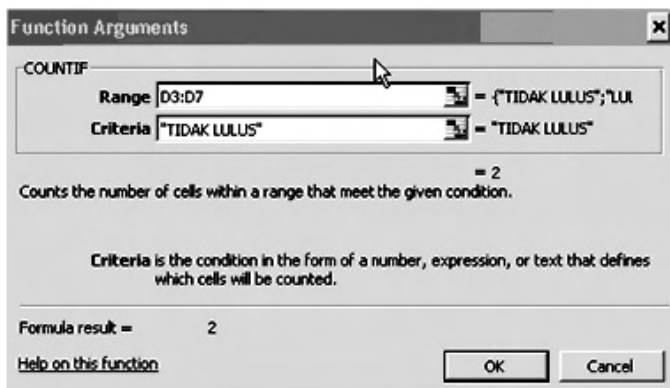 Function Arguments
COUNTIF
Range D3:D7 = {"TIDAK LULUS";"LUL
Criteria "TIDAK LULUS" = "TIDAK LULUS"
= 2
Counts the number of cells within a range that meet the given condition.
Criteria is the condition in the form of a number, expression, or text that defines
which cells will be counted.
Formula result = 2
Help on this function OK Cancel